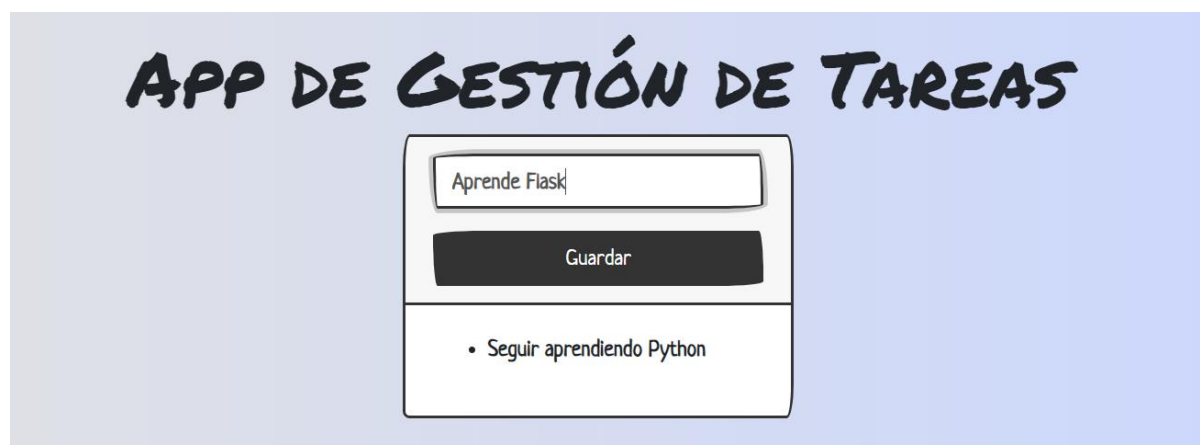 App de Gestión de Tareas
Aprende Flask
Guardar
• Seguir aprendiendo Python